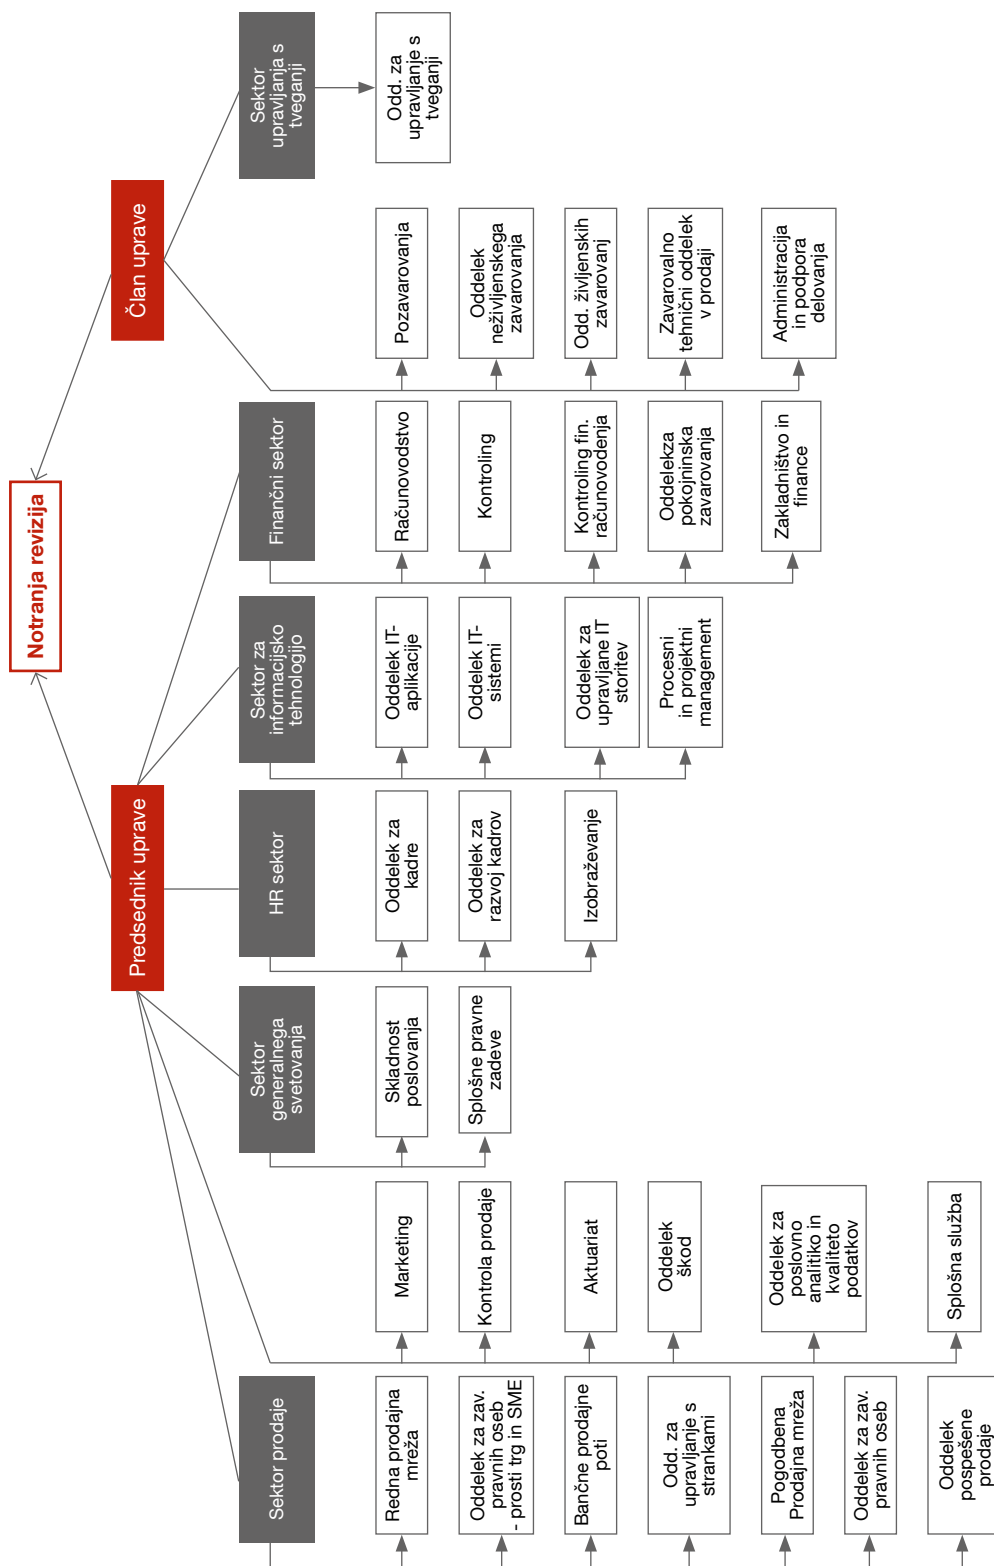 Notranja revizija
Predsednik uprave
Član uprave
Sektor prodaje
Sektor
generalnega
svetovanja
HR sektor
Sektor za
informacijsko
tehnologijo
Finančni sektor
Sektor
upravljanja s
tveganji
Redna prodajna
mreža
Oddelek za zav.
pravnih oseb
- prosti trg in SME
Bančne prodajne
poti
Odd. za
upravljanje s
strankami
Pogodbena
Prodajna mreža
Oddelek za zav.
pravnih oseb
Oddelek
pospešene
prodaje
Marketing
Kontrola prodaje
Aktuariat
Oddelek
škod
Oddelek za
poslovno
analitiko in
kvaliteto
podatkov
Splošna služba
Skladnost
poslovanja
Splošne pravne
zadeve
Oddelek za
kadre
Oddelek za
razvoj kadrov
Izobraževanje
Oddelek IT-
aplikacije
Oddelek IT-
sistemi
Oddelek za
upravljane IT
storitev
Procesni
in projektni
management
Računovodstvo
Kontroling
Kontroling fin.
računovodenja
Oddelekza
pokojninska
zavarovanja
Zakladništvo in
finance
Pozavarovanja
Oddelek
neživljenskega
zavarovanja
Odd. življenskih
zavarovanj
Zavarovalno
tehnični oddelek
v prodaji
Administracija
in podpora
delovanja
Odd. za
upravljanje s
tveganji